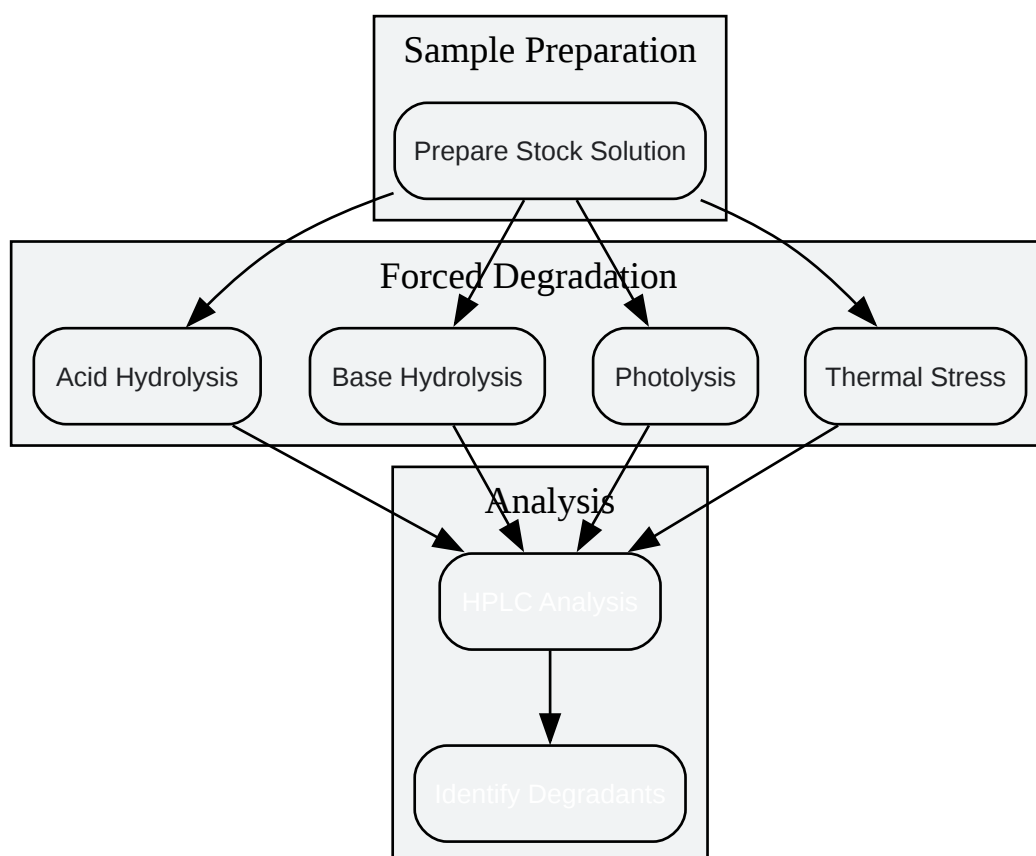 Sample Preparation
Prepare Stock Solution
Forced Degradation
Acid Hydrolysis
Base Hydrolysis
Photolysis
Thermal Stress
Analysis
HPLC Analysis
Identify Degradants